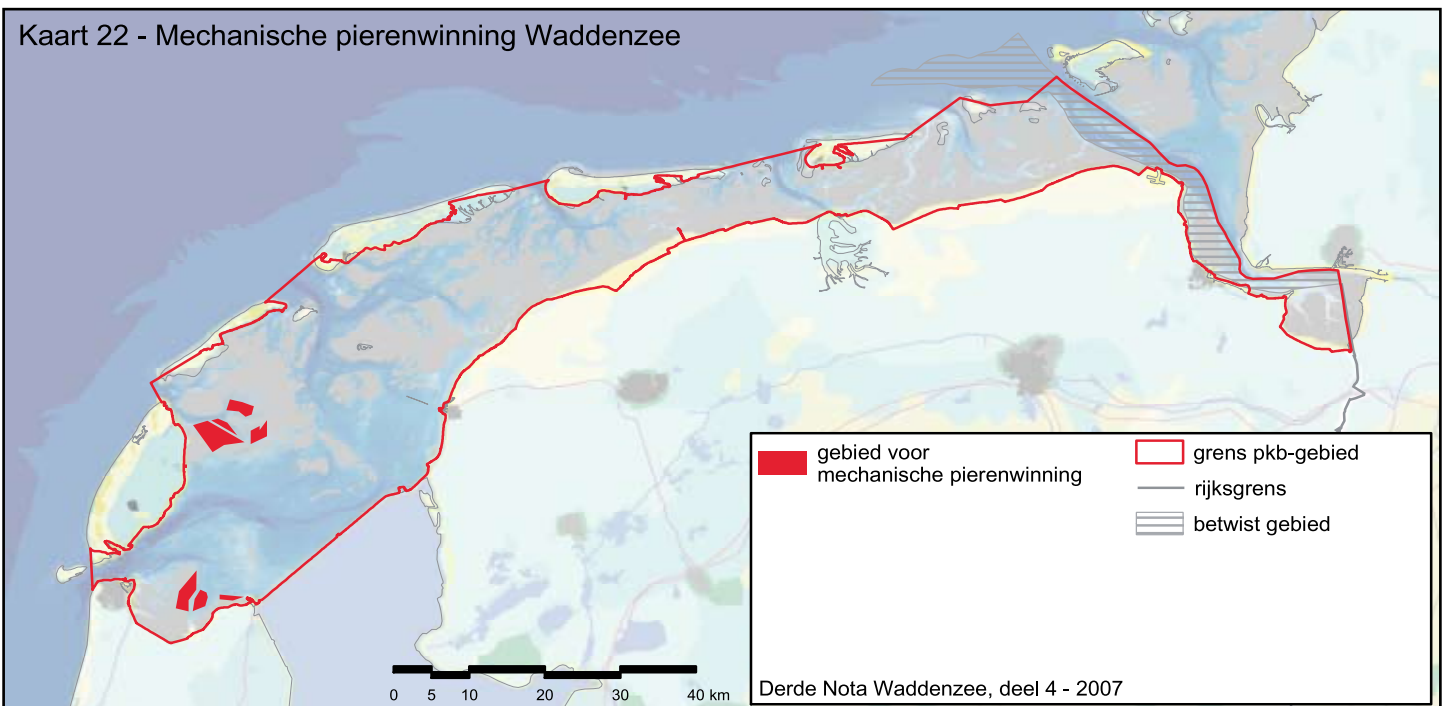 Kaart 22 - Mechanische pierenwinning Waddenzee
gebied voor
mechanische pierenwinning
grens pkb-gebied
rijksgrens
betwist gebied
0 5 10 20 30 40 km
Derde Nota Waddenzee, deel 4 - 2007